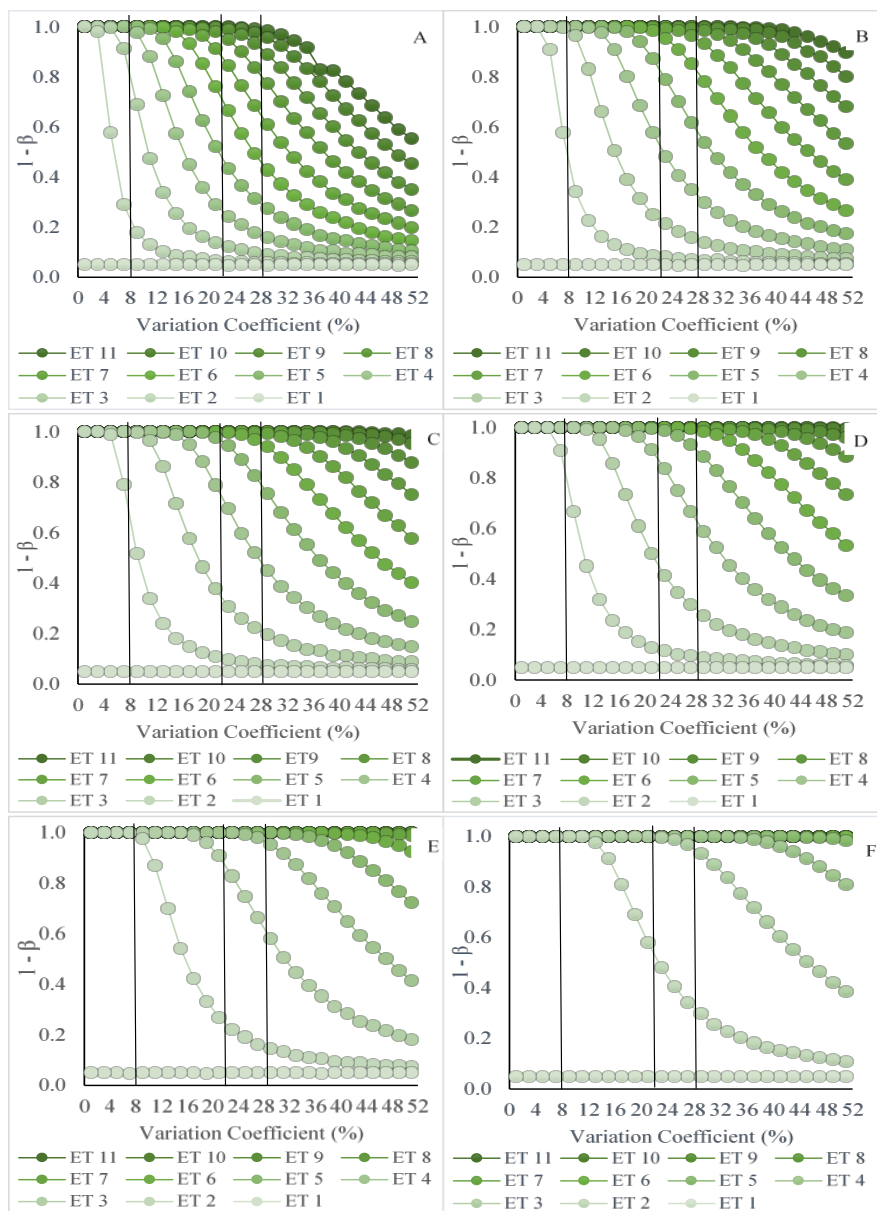 A
1.0
0.8
0.6
0.4
0.2
0.0
1 - β
0 4 8 12 16 20 24 28 32 36 40 44 48 52
Variation Coefficient (%)
ET 11 ET 10 ET 9 ET 8
ET 7 ET 6 ET 5 ET 4
ET 3 ET 2 ET 1
B
1.0
0.8
0.6
0.4
0.2
0.0
1 - β
0 4 8 12 16 20 24 28 32 36 40 44 48 52
Variation Coefficient (%)
ET 11 ET 10 ET 9 ET 8
ET 7 ET 6 ET 5 ET 4
ET 3 ET 2 ET 1
C
1.0
0.8
0.6
0.4
0.2
0.0
1 - β
0 4 8 12 16 20 24 28 32 36 40 44 48 52
Variation Coefficient (%)
ET 11 ET 10 ET9 ET 8
ET 7 ET 6 ET 5 ET 4
ET 3 ET 2 ET 1
D
1.0
0.8
0.6
0.4
0.2
0.0
1 - β
0 4 8 12 16 20 24 28 32 36 40 44 48 52
Variation Coefficient (%)
ET 11 ET 10 ET 9 ET 8
ET 7 ET 6 ET 5 ET 4
ET 3 ET 2 ET 1
E
1.0
0.8
0.6
0.4
0.2
0.0
1 - β
0 4 8 12 16 20 24 28 32 36 40 44 48 52
Variation Coefficient (%)
ET 11 ET 10 ET 9 ET 8
ET 7 ET 6 ET 5 ET 4
ET 3 ET 2 ET 1
F
1.0
0.8
0.6
0.4
0.2
0.0
1 - β
0 4 8 12 16 20 24 28 32 36 40 44 48 52
Variation Coefficient (%)
ET 11 ET 10 ET 9 ET 8
ET 7 ET 6 ET 5 ET 4
ET 3 ET 2 ET 1